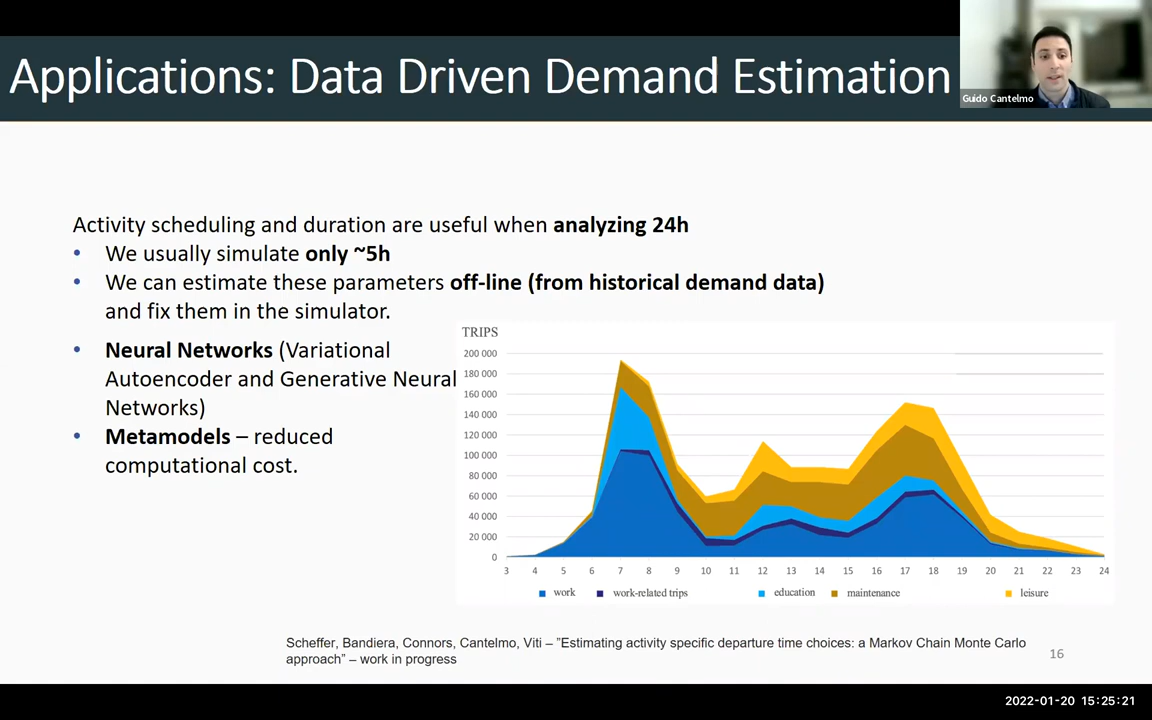 Applications: Data Driven Demand Estimation
Guido Cantelmo
Activity scheduling and duration are useful when analyzing 24h
• We usually simulate only ~5h
• We can estimate these parameters off-line (from historical demand data)
and fix them in the simulator.
• Neural Networks (Variational
Autoencoder and Generative Neural
Networks)
• Metamodels – reduced
computational cost.
TRIPS
200 000
180 000
160 000
140 000
120 000
100 000
80 000
60 000
40 000
20 000
0
3 4 5 6 7 8 9 10 11 12 13 14 15 16 17 18 19 20 21 22 23 24
work work-related trips education maintenance leisure
Scheffer, Bandiera, Connors, Cantelmo, Viti – "Estimating activity specific departure time choices: a Markov Chain Monte Carlo
approach” – work in progress
16
2022-01-20 15:25:21